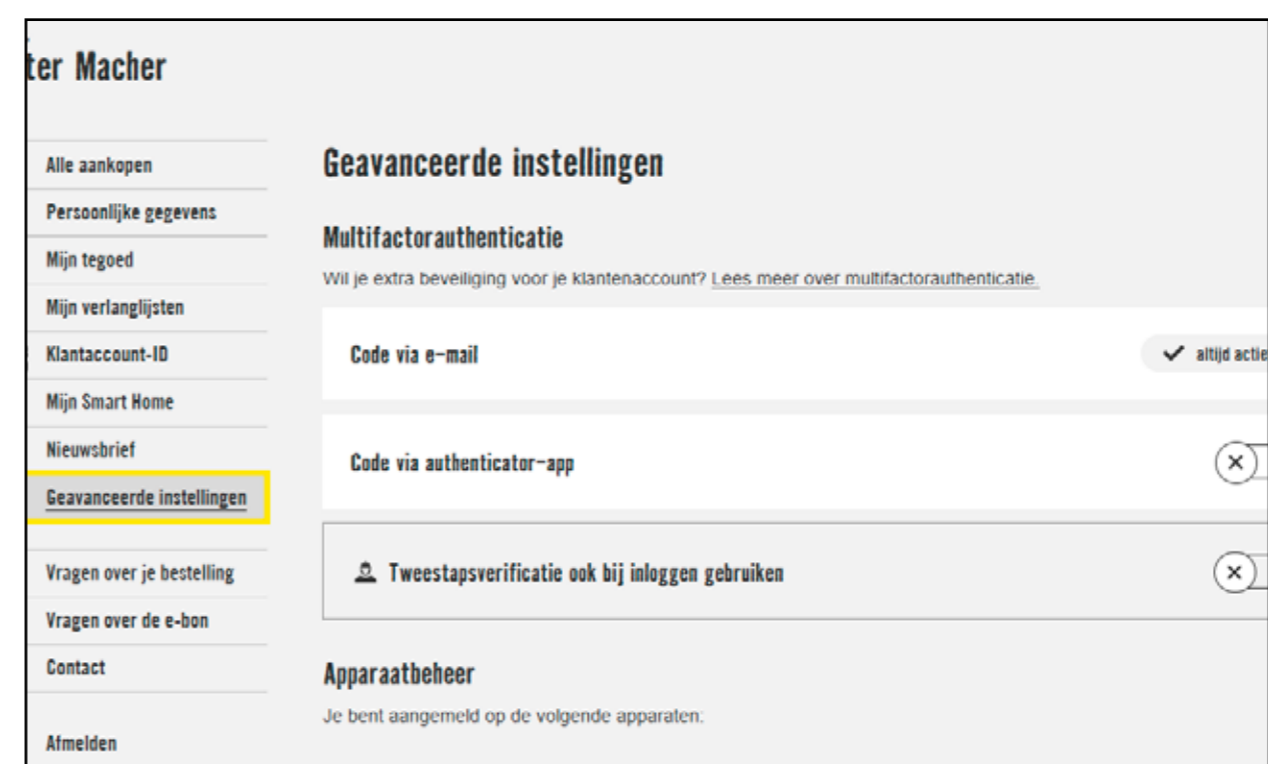 ter Macher
Alle aankopen
Persoonlijke gegevens
Mijn tegoed
Mijn verlanglijsten
Klantaccount-ID
Mijn Smart Home
Nieuwsbrief
Geavanceerde instellingen
Vragen over je bestelling
Vragen over de e-bon
Contact
Afmelden
Geavanceerde instellingen
Multifactorauthenticatie
Wil je extra beveiliging voor je klantenaccount? Lees meer over multifactorauthenticatie.
Code via e-mail
altijd actie
Code via authenticator-app
Tweestapsverificatie ook bij inloggen gebruiken
Apparaatbeheer
Je bent aangemeld op de volgende apparaten: